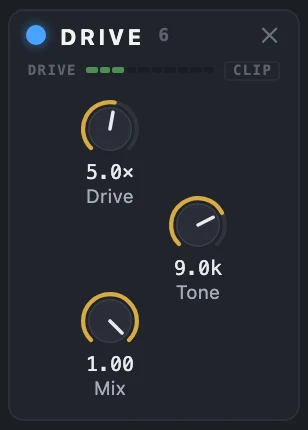 DRIVE 6
DRIVE CLIP
5.0×
Drive
9.0k
Tone
1.00
Mix